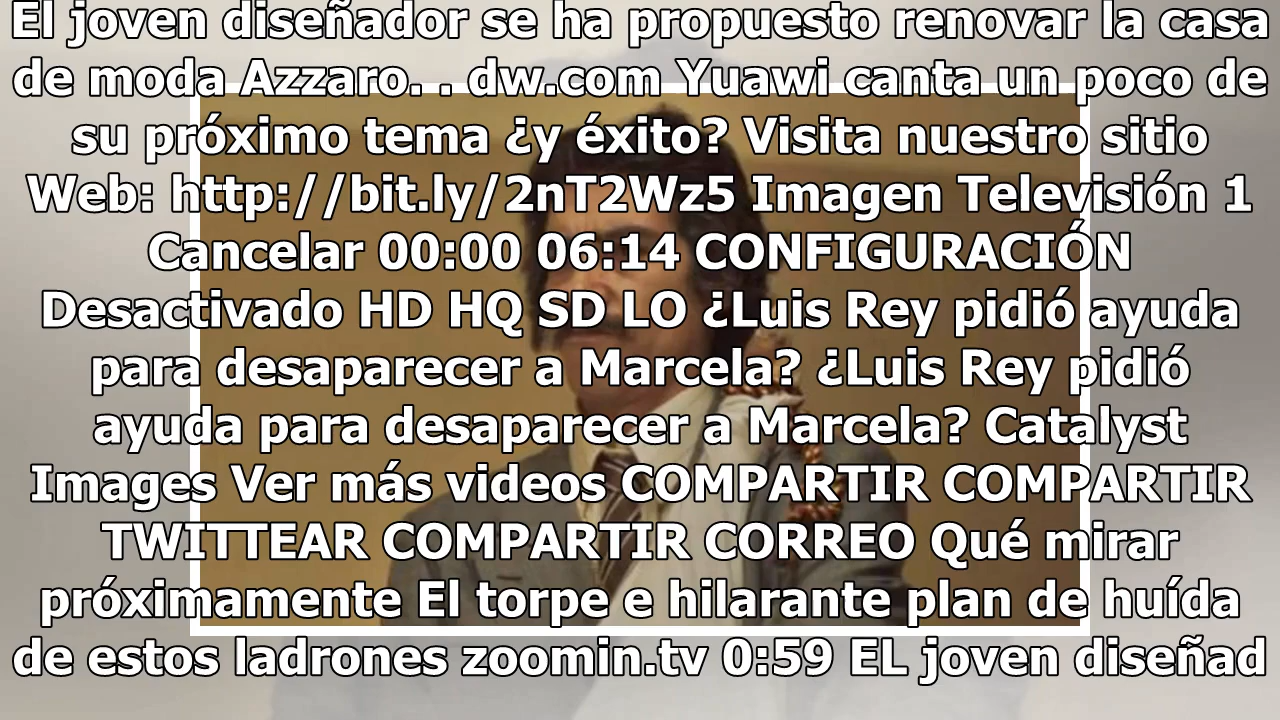 El joven diseñador se ha propuesto renovar la casa
de moda Azzaro. . dw.com Yuawi canta un poco de
su próximo tema ¿y éxito? Visita nuestro sitio
Web: http://bit.ly/2nT2Wz5 Imagen Televisión 1
Cancelar 00:00 06:14 CONFIGURACIÓN
Desactivado HD HQ SD LO ¿Luis Rey pidió ayuda
para desaparecer a Marcela? ¿Luis Rey pidió
ayuda para desaparecer a Marcela? Catalyst
Images Ver más videos COMPARTIR COMPARTIR
TWITTEAR COMPARTIR CORREO Qué mirar
próximamente El torpe e hilarante plan de huída
de estos ladrones zoomin.tv 0:59 EL joven diseñad